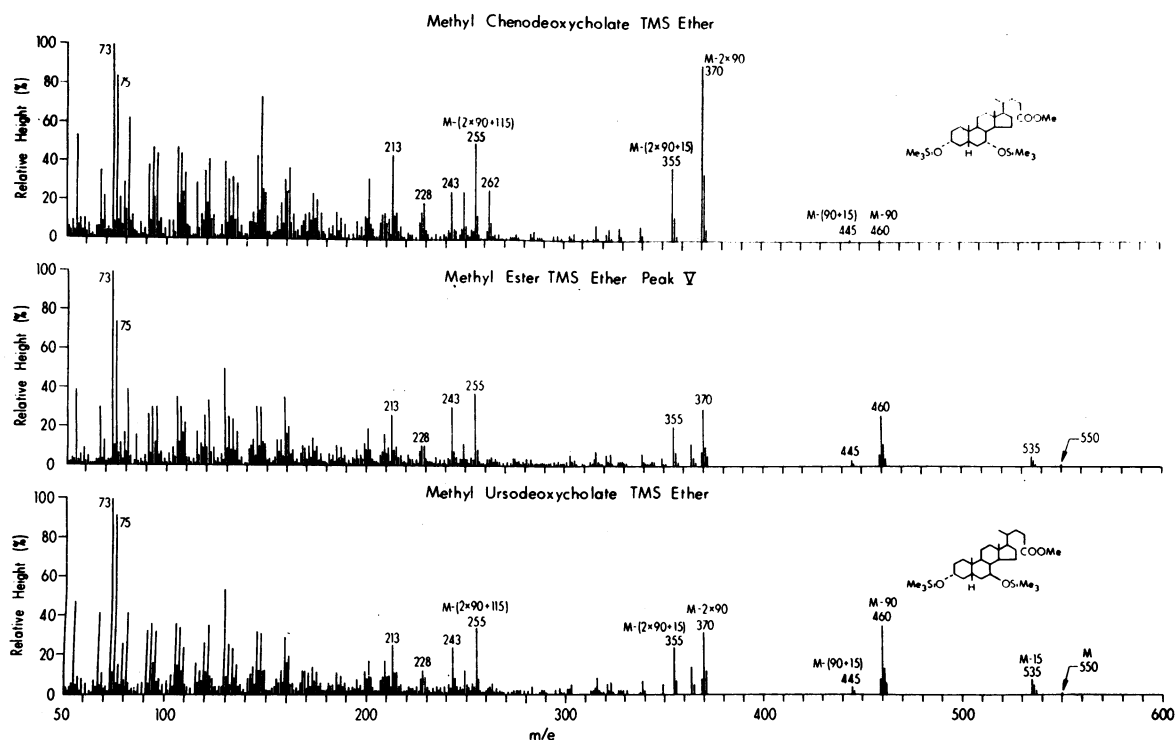 Methyl Chenodeoxycholate TMS Ether
Relative Height (%)
100
80
60
40
20
0
73
75
213
228
243
M-(2×90+115)
255
262
M-(2×90+15)
355
M-2×90
370
M-(90+15)
445
M-90
460
COOMe
Me3SiO
H
OSiMe3
Methyl Ester TMS Ether Peak V
Relative Height (%)
100
80
60
40
20
0
73
75
213
228
243
255
355
370
445
460
535
550
Methyl Ursodeoxycholate TMS Ether
Relative Height (%)
100
80
60
40
20
0
73
75
213
228
243
M-(2×90+115)
255
M-(2×90+15)
355
M-2×90
370
M-(90+15)
445
M-90
460
M-15
535
M
550
COOMe
Me3SiO
H
OSiMe3
50 100 200 300 400 500 600
m/e